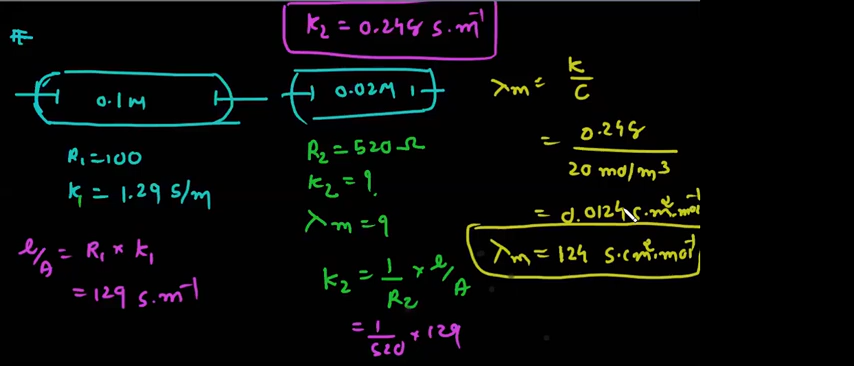 K₂ = 0.248 S·m⁻¹
0.1M
R₁=100
K₁ = 1.29 S/m
l/A = R₁ × K₁
= 129 S·m⁻¹
0.02M
R₂=520 Ω
K₂ = ?
λm = ?
K₂ = 1/R₂ × l/A
= 1/520 × 129
λm = K/C
= 0.248/20 mol/m³
= 0.0124 S·m²·mol⁻¹
λm = 124 S·cm²·mol⁻¹